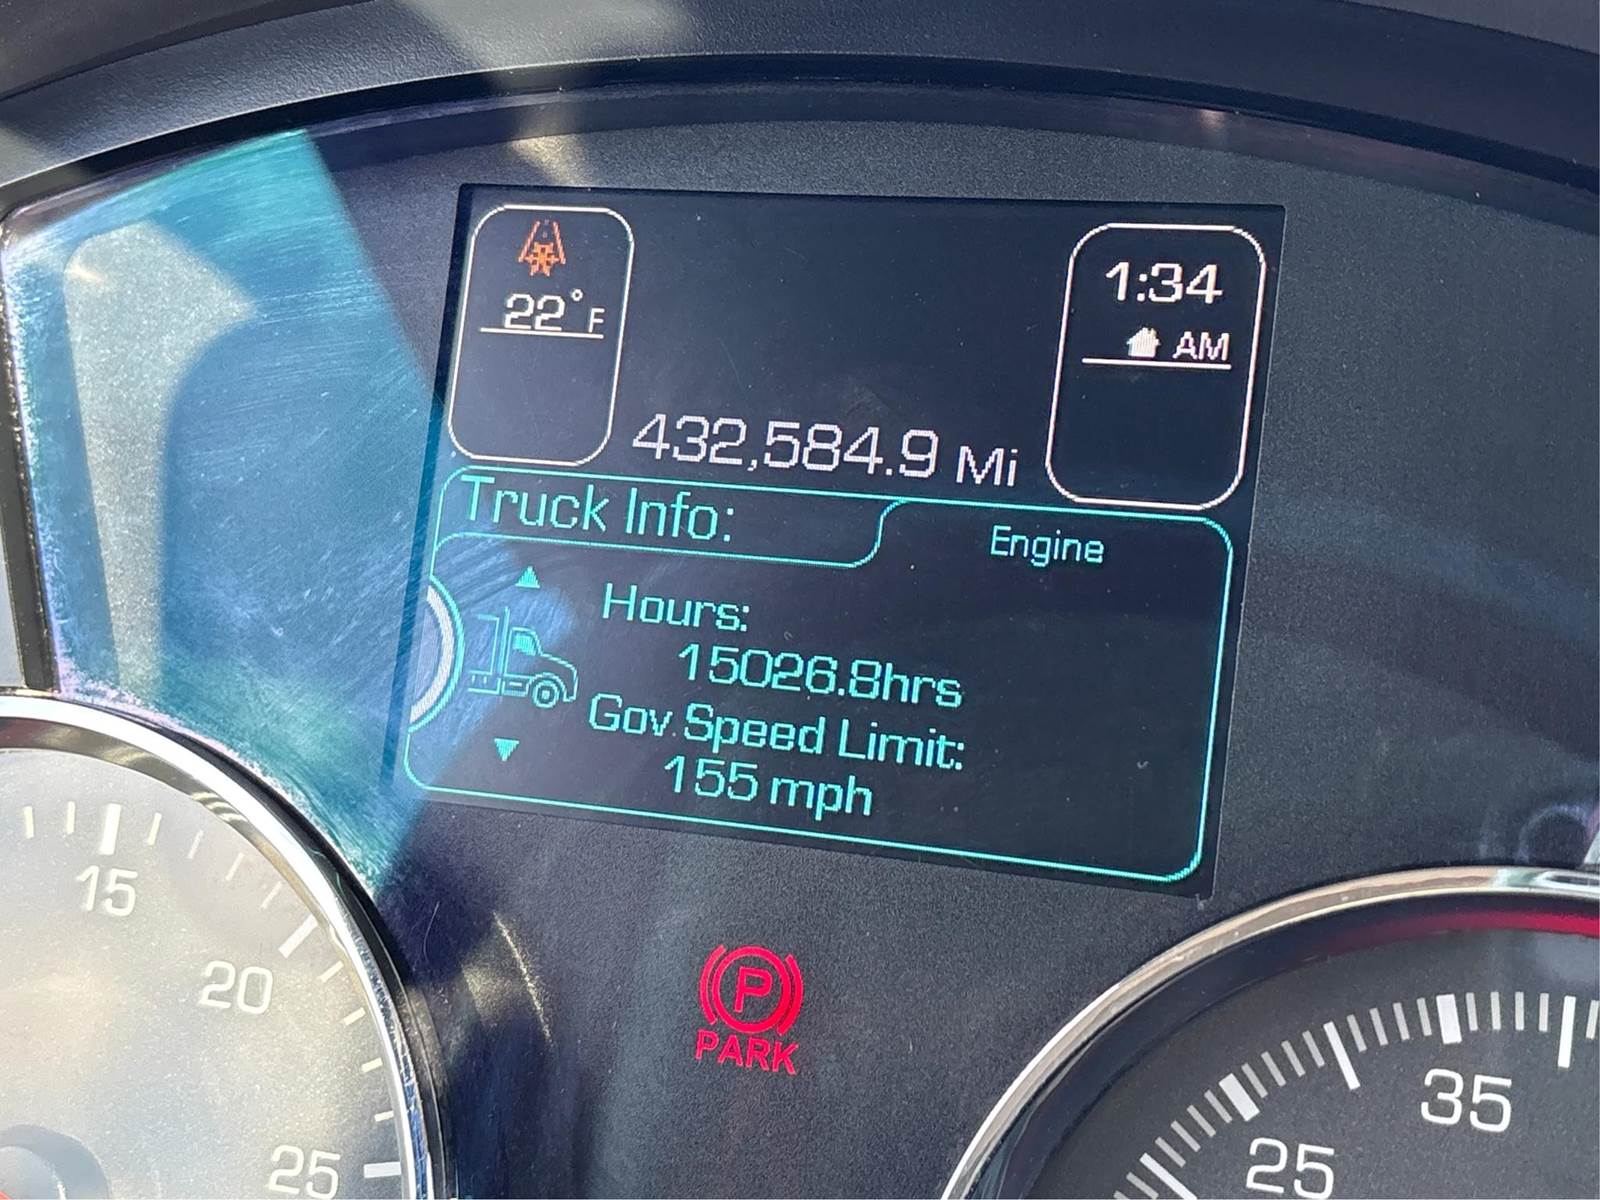 22°F
1:34
AM
432,584.9 Mi
Truck Info:
Engine
Hours:
15026.8hrs
Gov. Speed Limit:
155 mph
P
PARK
15
20
25
25
35